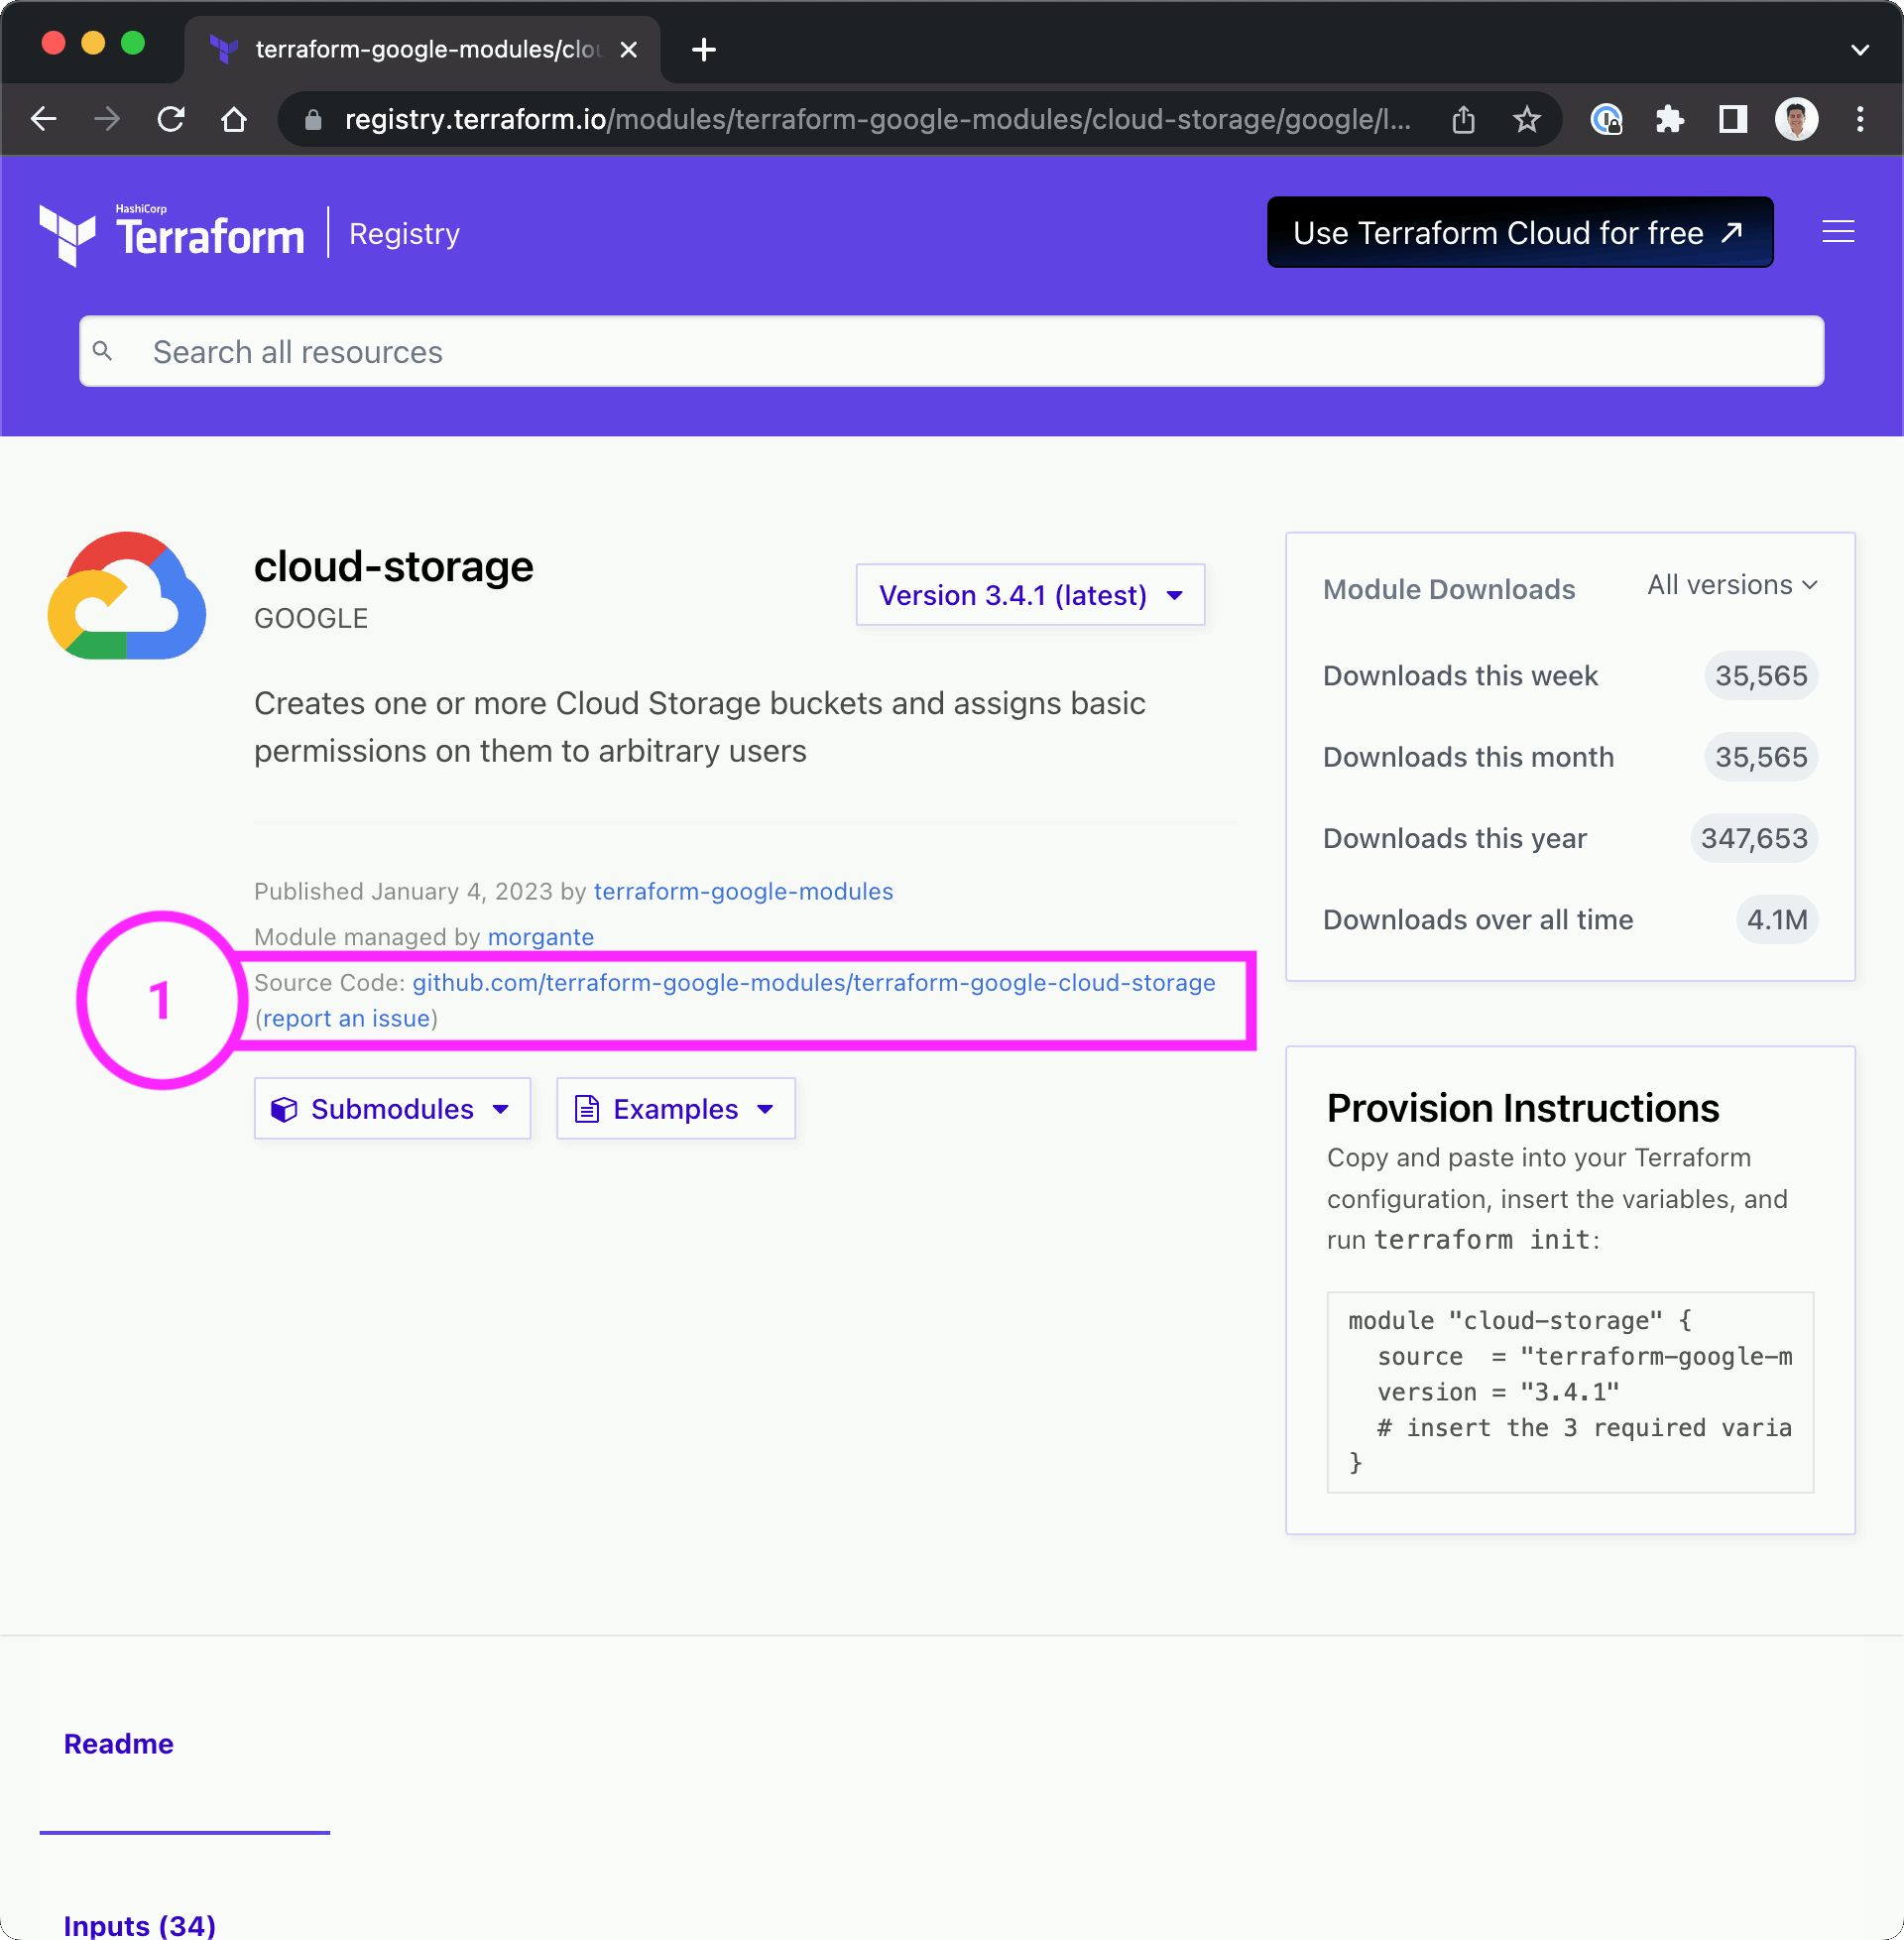 terraform-google-modules/clou
registry.terraform.io/modules/terraform-google-modules/cloud-storage/google/l...
HashiCorp
Terraform
Registry
Use Terraform Cloud for free
Search all resources
cloud-storage
GOOGLE
Version 3.4.1 (latest)
Creates one or more Cloud Storage buckets and assigns basic
permissions on them to arbitrary users
Published January 4, 2023 by terraform-google-modules
Module managed by morgante
1
Source Code: github.com/terraform-google-modules/terraform-google-cloud-storage
(report an issue)
Submodules
Examples
Module Downloads
All versions
Downloads this week 35,565
Downloads this month 35,565
Downloads this year 347,653
Downloads over all time 4.1M
Provision Instructions
Copy and paste into your Terraform
configuration, insert the variables, and
run terraform init:
module "cloud-storage" {
source = "terraform-google-m
version = "3.4.1"
# insert the 3 required varia
}
Readme
Inputs (34)